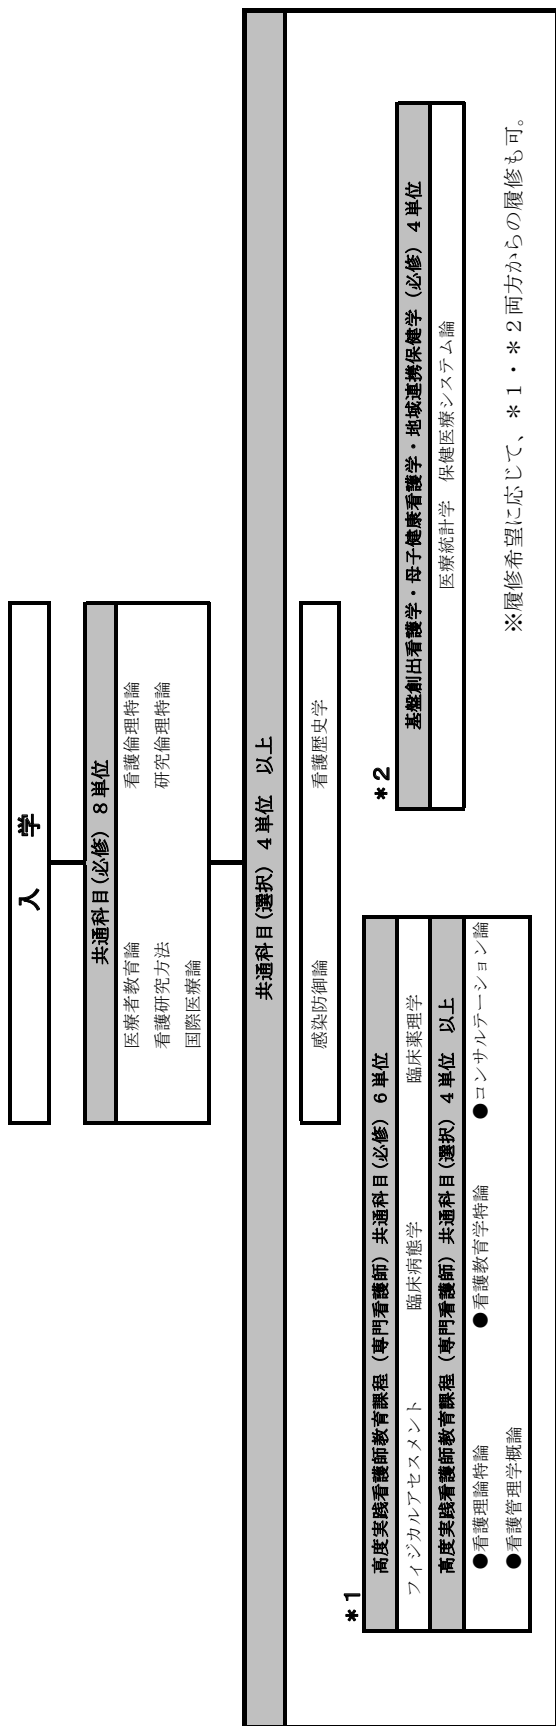 入　学
共通科目（必修）８単位
医療者教育論　看護倫理特論
看護研究方法　研究倫理特論
国際医療論
共通科目（選択）４単位　以上
感染防御論　看護歴史学
＊１
高度実践看護師教育課程（専門看護師）共通科目（必修）６単位
フィジカルアセスメント　臨床病態学　臨床薬理学
高度実践看護師教育課程（専門看護師）共通科目（選択）４単位　以上
●看護理論特論　●看護教育学特論　●コンサルテーション論
●看護管理学概論
＊２
基盤創出看護学・母子健康看護学・地域連携保健学（必修）４単位
医療統計学　保健医療システム論
※履修希望に応じて、＊１・＊２両方からの履修も可。